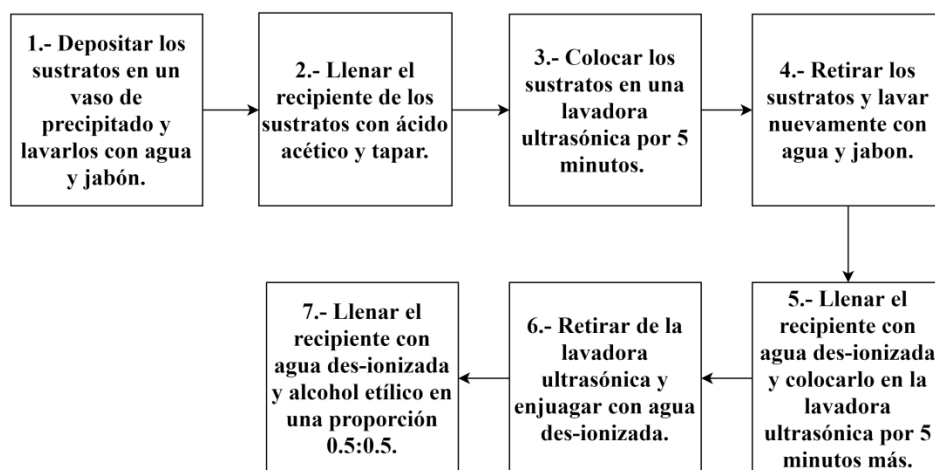 1.- Depositar los
sustratos en un
vaso de
precipitado y
lavarlos con agua
y jabón.
2.- Llenar el
recipiente de los
sustratos con ácido
acético y tapar.
3.- Colocar los
sustratos en una
lavadora
ultrasónica por 5
minutos.
4.- Retirar los
sustratos y lavar
nuevamente con
agua y jabon.
5.- Llenar el
recipiente con
agua des-ionizada
y colocarlo en la
lavadora
ultrasónica por 5
minutos más.
6.- Retirar de la
lavadora
ultrasónica y
enjuagar con agua
des-ionizada.
7.- Llenar el
recipiente con
agua des-ionizada
y alcohol etílico en
una proporción
0.5:0.5.